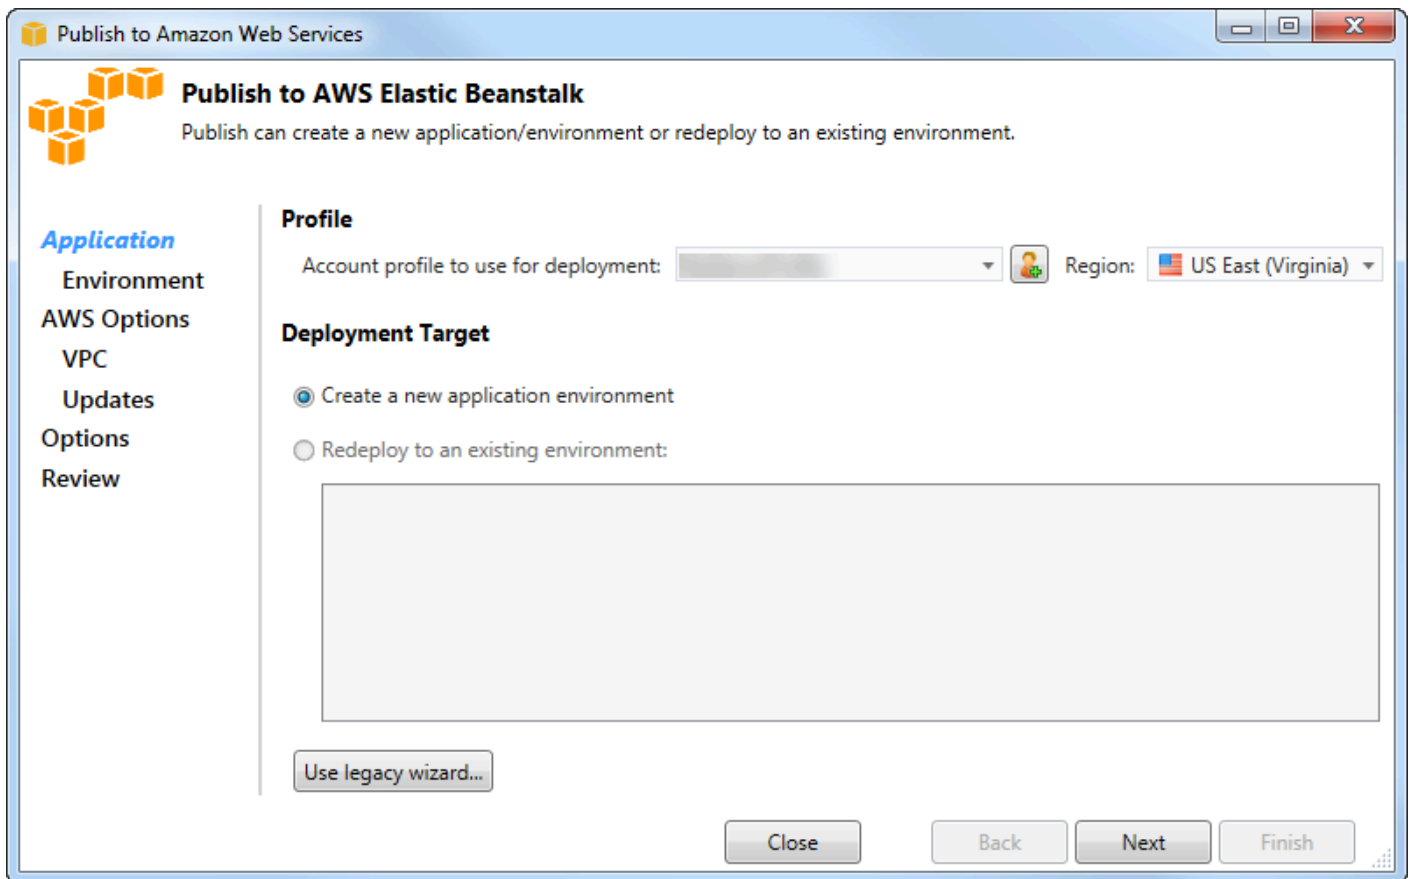 Publish to Amazon Web Services
Publish to AWS Elastic Beanstalk
Publish can create a new application/environment or redeploy to an existing environment.
Application
Environment
AWS Options
VPC
Updates
Options
Review
Profile
Account profile to use for deployment:
Region: US East (Virginia)
Deployment Target
Create a new application environment
Redeploy to an existing environment:
Use legacy wizard...
Close Back Next Finish